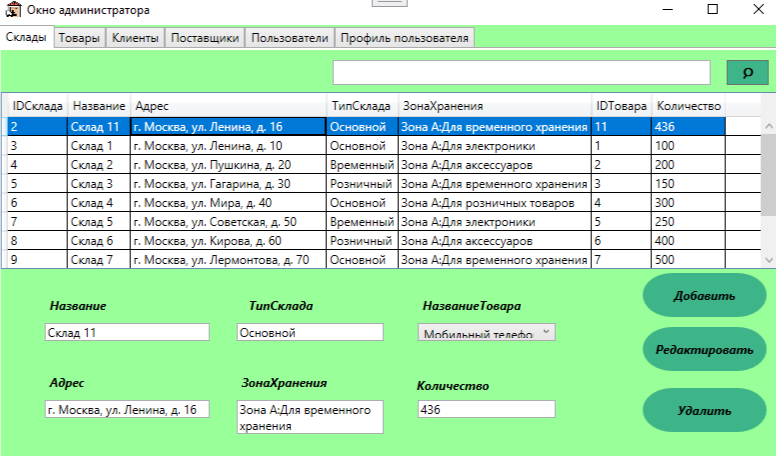 Окно администратора
Склады Товары Клиенты Поставщики Пользователи Профиль пользователя
IDСклада Название Адрес ТипСклада ЗонаХранения IDТовара Количество
2 Склад 11 г. Москва, ул. Ленина, д. 16 Основной Зона А:Для временного хранения 11 436
3 Склад 1 г. Москва, ул. Ленина, д. 10 Основной Зона А:Для электроники 1 100
4 Склад 2 г. Москва, ул. Пушкина, д. 20 Временный Зона А:Для аксессуаров 2 200
5 Склад 3 г. Москва, ул. Гагарина, д. 30 Розничный Зона А:Для временного хранения 3 150
6 Склад 4 г. Москва, ул. Мира, д. 40 Основной Зона А:Для розничных товаров 4 300
7 Склад 5 г. Москва, ул. Советская, д. 50 Временный Зона А:Для электроники 5 250
8 Склад 6 г. Москва, ул. Кирова, д. 60 Розничный Зона А:Для аксессуаров 6 400
9 Склад 7 г. Москва, ул. Лермонтова, д. 70 Основной Зона А:Для временного хранения 7 500
Название ТипСклада НазваниеТовара
Склад 11 Основной Мобильный телефо
Адрес ЗонаХранения Количество
г. Москва, ул. Ленина, д. 16 Зона А:Для временного 436
хранения
Добавить
Редактировать
Удалить